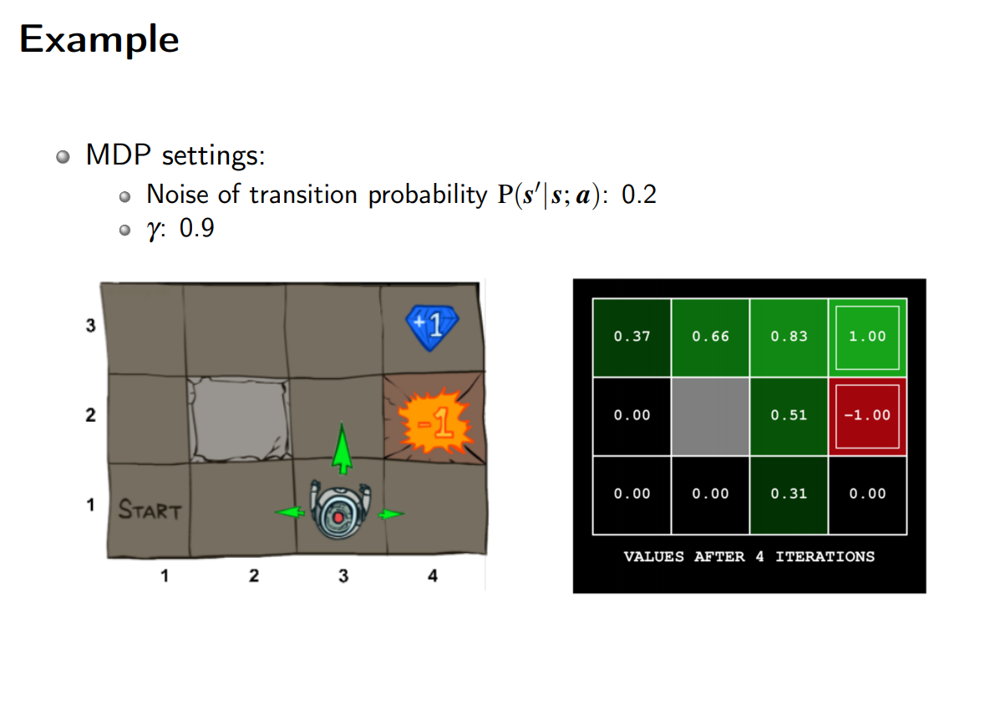 Example
MDP settings:
Noise of transition probability P(s′|s; a): 0.2
γ: 0.9
3
+1
2
-1
1
START
1 2 3 4
0.37 0.66 0.83 1.00
0.00 0.51 -1.00
0.00 0.00 0.31 0.00
VALUES AFTER 4 ITERATIONS